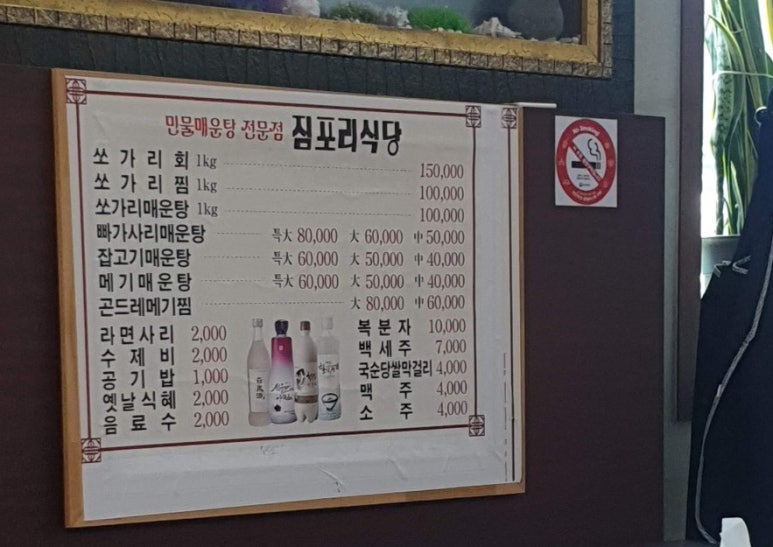 민물매운탕 전문점 짐포리식당
쏘가리회 1kg 150,000
쏘가리찜 1kg 100,000
쏘가리매운탕 1kg 100,000
빠가사리매운탕 특大 80,000 大 60,000 中 50,000
잡고기매운탕 특大 60,000 大 50,000 中 40,000
메기매운탕 특大 60,000 大 50,000 中 40,000
곤드레메기찜 大 80,000 中 60,000
라면사리 2,000
수제비 2,000
공기밥 1,000
옛날식혜 2,000
음료수 2,000
복분자 10,000
백세주 7,000
국순당쌀막걸리 4,000
맥주 4,000
소주 4,000
No Smoking